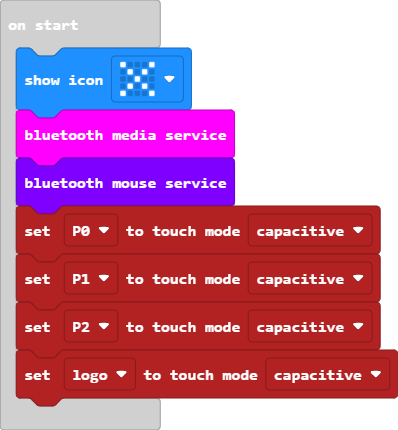 on start
show icon
bluetooth media service
bluetooth mouse service
set P0 to touch mode capacitive
set P1 to touch mode capacitive
set P2 to touch mode capacitive
set logo to touch mode capacitive